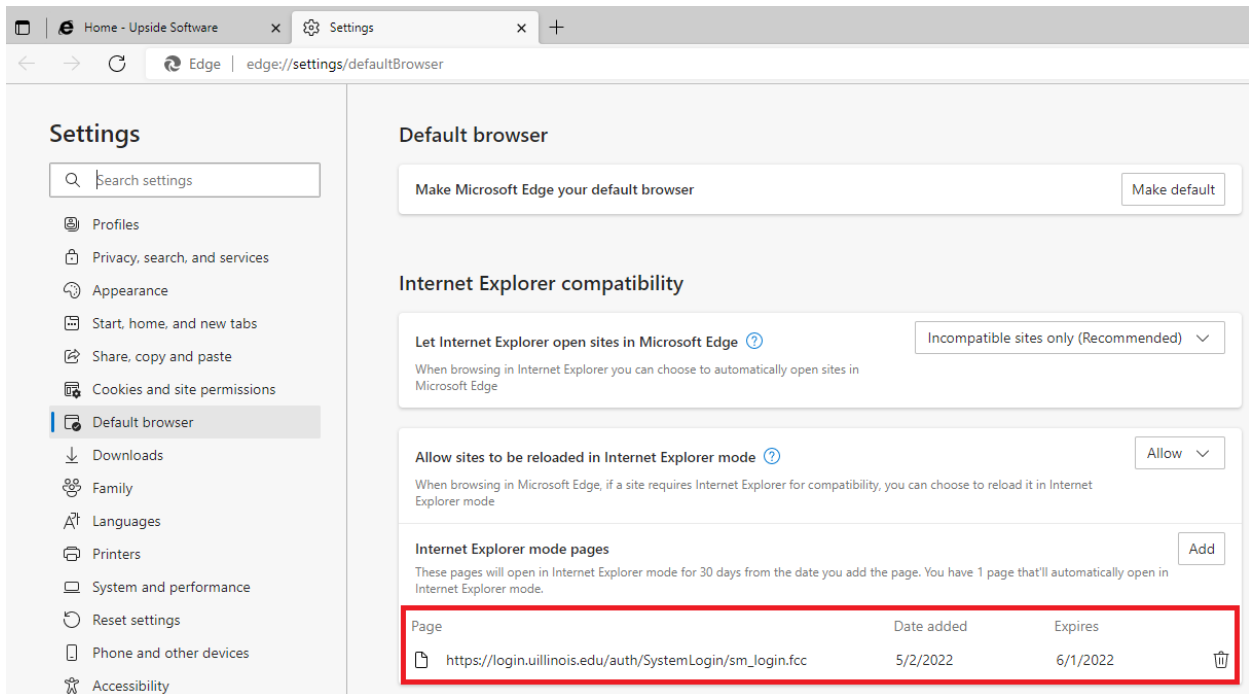 Home - Upside Software
Settings
Edge
edge://settings/defaultBrowser
Settings
Search settings
Profiles
Privacy, search, and services
Appearance
Start, home, and new tabs
Share, copy and paste
Cookies and site permissions
Default browser
Downloads
Family
Languages
Printers
System and performance
Reset settings
Phone and other devices
Accessibility
Default browser
Make Microsoft Edge your default browser
Make default
Internet Explorer compatibility
Let Internet Explorer open sites in Microsoft Edge
Incompatible sites only (Recommended)
When browsing in Internet Explorer you can choose to automatically open sites in
Microsoft Edge
Allow sites to be reloaded in Internet Explorer mode
Allow
When browsing in Microsoft Edge, if a site requires Internet Explorer for compatibility, you can choose to reload it in Internet
Explorer mode
Internet Explorer mode pages
Add
These pages will open in Internet Explorer mode for 30 days from the date you add the page. You have 1 page that'll automatically open in
Internet Explorer mode.
Page Date added Expires
https://login.uillinois.edu/auth/SystemLogin/sm_login.fcc 5/2/2022 6/1/2022